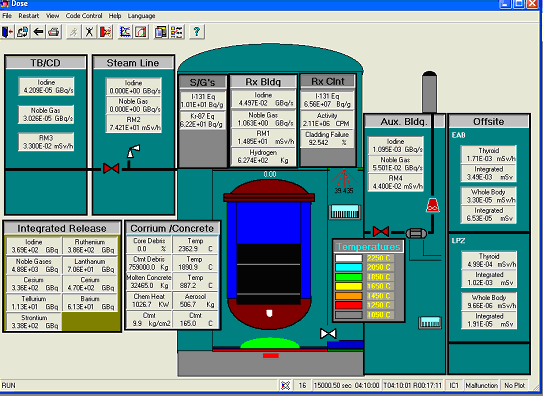 Dose
File Restart View Code Control Help Language
TB/CD
Iodine
4.209E-05 GBq/s
Noble Gas
3.026E-05 GBq/s
RM3
3.300E-02 mSv/h
Steam Line
Iodine
0.000E+00 GBq/s
Noble Gas
0.000E+00 GBq/s
RM2
7.421E+01 mSv/h
S/G's
I-131 Eq
1.01E+01 Bq/g
Kr-87 Eq
6.22E+01 Bq/g
Rx Bldg
Iodine
4.497E-02 GBq/s
Noble Gas
1.063E+00 GBq/s
RM1
1.485E+01 mSv/h
Hydrogen
6.274E+02 Kg
Rx Clnt
I-131 Eq
6.56E+07 Bq/g
Activity
2.11E+06 CPM
Cladding Failure
92.542 %
0.00
39.435
Aux. Bldg.
Iodine
1.095E-03 GBq/s
Noble Gas
5.501E-02 GBq/s
RM4
4.400E-02 mSv/h
Offsite
EAB
Thyroid
1.71E-03 mSv/h
Integrated
3.49E-03 mSv
Whole Body
3.30E-05 mSv/h
Integrated
6.53E-05 mSv
LPZ
Thyroid
4.99E-04 mSv/h
Integrated
1.02E-03 mSv
Whole Body
9.66E-06 mSv/h
Integrated
1.91E-05 mSv
Integrated Release
Iodine Ruthenium
3.69E+02 GBq 3.86E+02 GBq
Noble Gases Lanthanum
4.88E+03 GBq 7.06E+01 GBq
Cesium Cerium
3.36E+02 GBq 4.70E+02 GBq
Tellurium Barium
1.13E+01 GBq 6.13E+01 GBq
Strontium
3.38E+02 GBq
Corrium /Concrete
Core Debris Temp
0.0 % 2362.9 C
Ctmt Debris Temp
759000.0 Kg 1890.9 C
Molten Concrete Temp
32465.0 Kg 887.2 C
Chem Heat Aerosol
1026.7 KW 506.7 Kg
Ctmt Ctmt
9.9 kg/cm2 165.0 C
Temperatures
2250 C
2050 C
1850 C
1650 C
1450 C
1250 C
1050 C
RUN 16 15000.50 sec 04:10:00 T04:10:01 R00:17:11 IC1 Malfunction No Plot